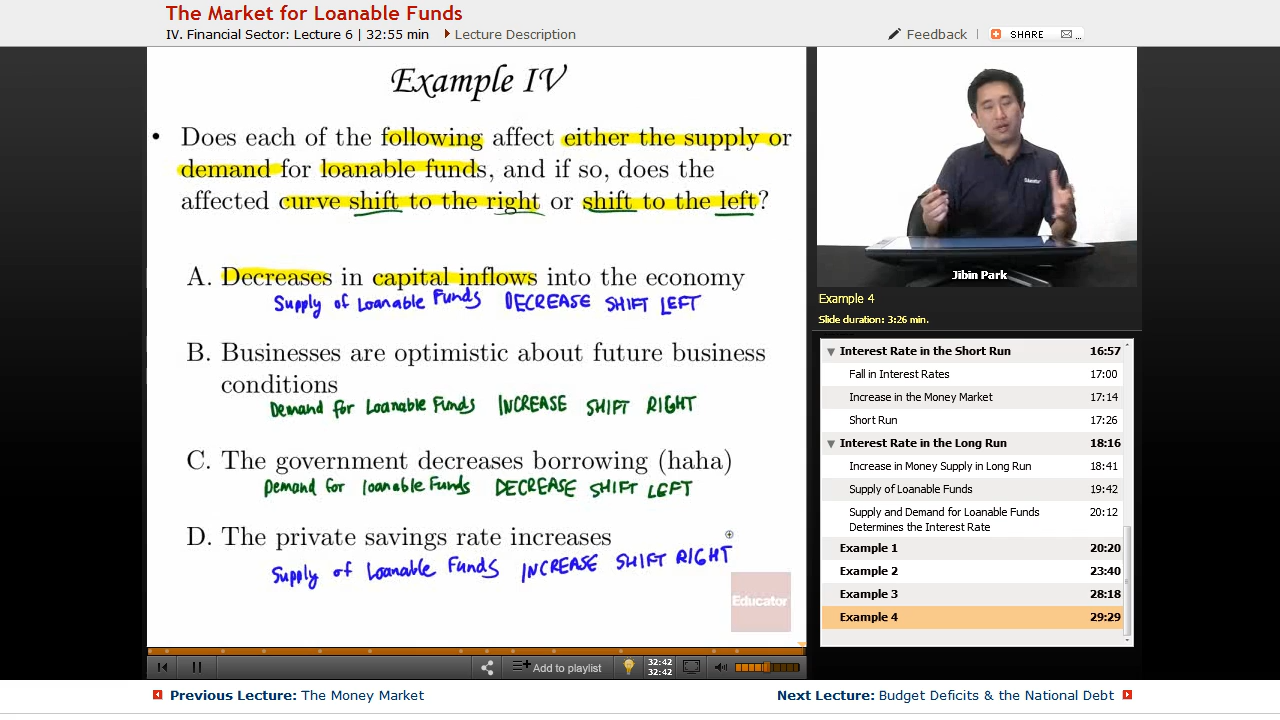 The Market for Loanable Funds
IV. Financial Sector: Lecture 6 | 32:55 min
Lecture Description
Feedback
SHARE
Example IV
• Does each of the following affect either the supply or
demand for loanable funds, and if so, does the
affected curve shift to the right or shift to the left?
A. Decreases in capital inflows into the economy
Supply of Loanable Funds DECREASE SHIFT LEFT
B. Businesses are optimistic about future business
conditions
Demand for Loanable Funds INCREASE SHIFT RIGHT
C. The government decreases borrowing (haha)
Demand for loanable Funds DECREASE SHIFT LEFT
D. The private savings rate increases
Supply of Loanable Funds INCREASE SHIFT RIGHT
Educator
Educator
Jibin Park
Example 4
Slide duration: 3:26 min.
Interest Rate in the Short Run 16:57
Fall in Interest Rates 17:00
Increase in the Money Market 17:14
Short Run 17:26
Interest Rate in the Long Run 18:16
Increase in Money Supply in Long Run 18:41
Supply of Loanable Funds 19:42
Supply and Demand for Loanable Funds 20:12
Determines the Interest Rate
Example 1 20:20
Example 2 23:40
Example 3 28:18
Example 4 29:29
Add to playlist
32:42
32:42
Previous Lecture: The Money Market
Next Lecture: Budget Deficits & the National Debt